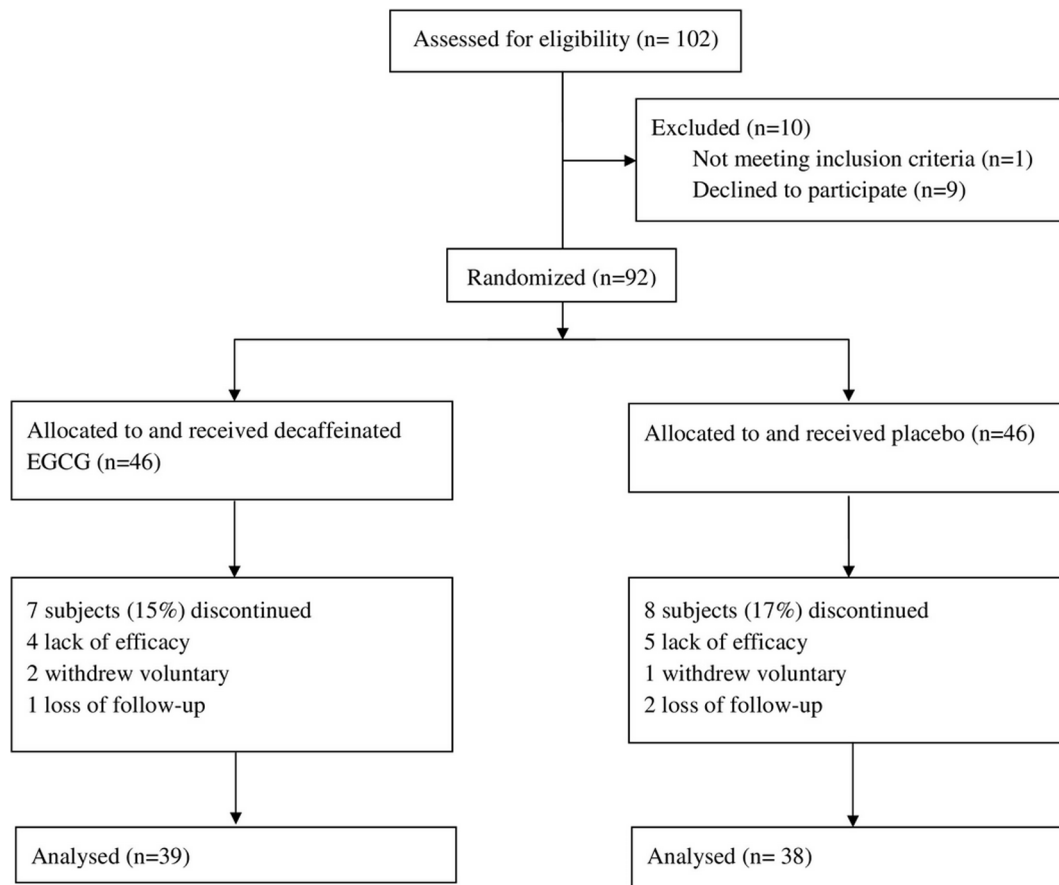 Assessed for eligibility (n= 102)
Excluded (n=10)
Not meeting inclusion criteria (n=1)
Declined to participate (n=9)
Randomized (n=92)
Allocated to and received decaffeinated
EGCG (n=46)
Allocated to and received placebo (n=46)
7 subjects (15%) discontinued
4 lack of efficacy
2 withdrew voluntary
1 loss of follow-up
8 subjects (17%) discontinued
5 lack of efficacy
1 withdrew voluntary
2 loss of follow-up
Analysed (n=39)
Analysed (n= 38)